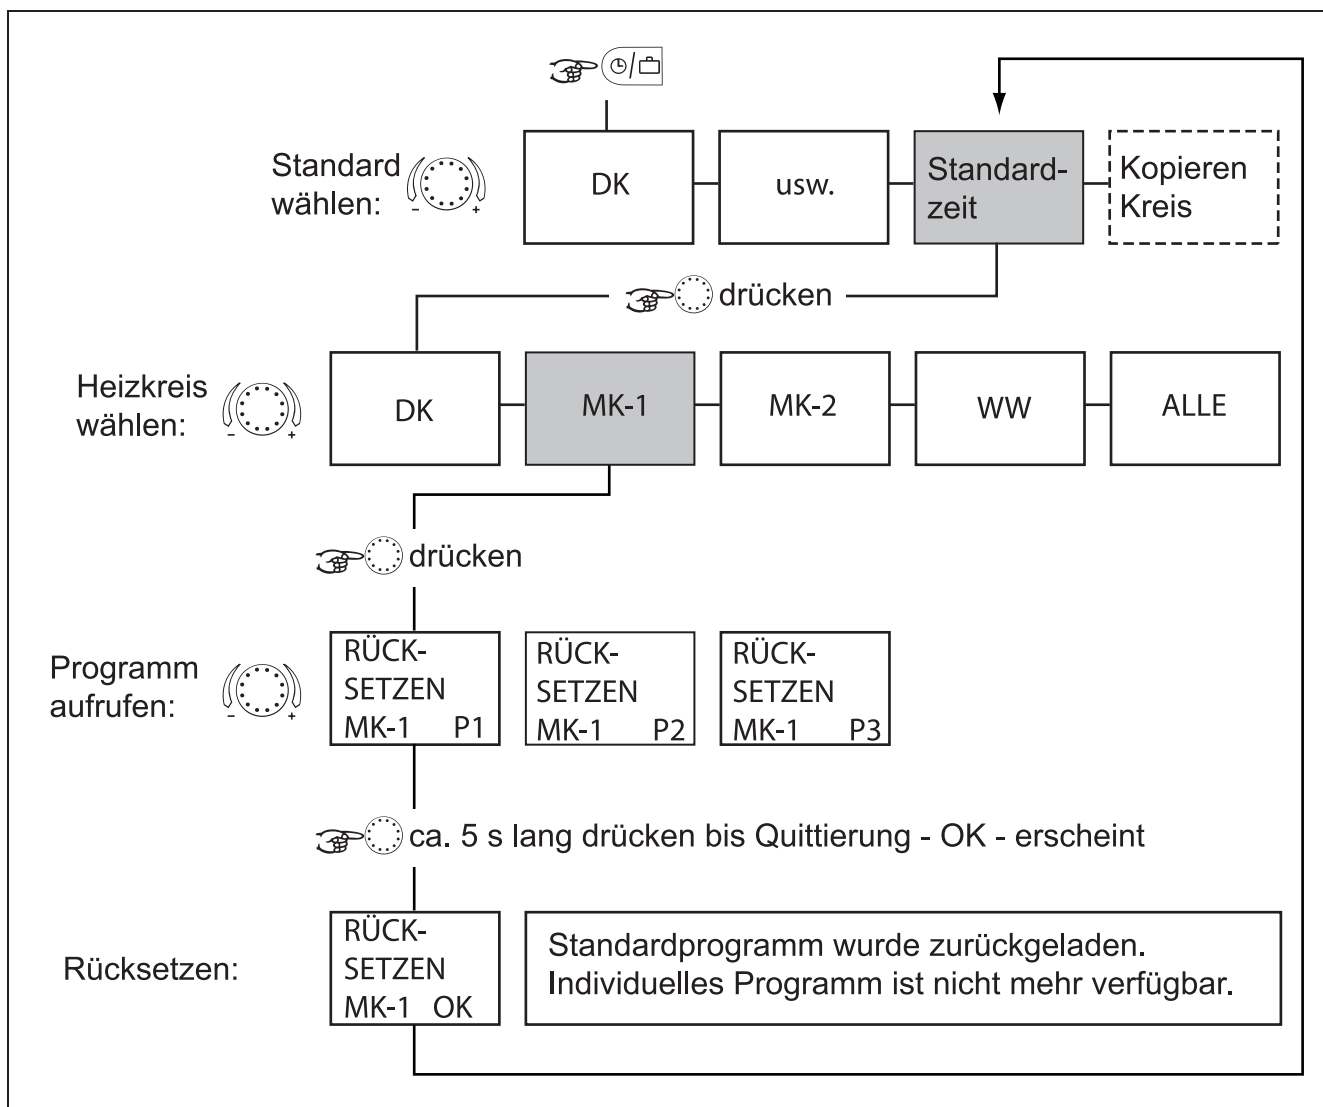 Standard
wählen:
- +
DK
usw.
Standard-
zeit
Kopieren
Kreis
drücken
Heizkreis
wählen:
- +
DK
MK-1
MK-2
WW
ALLE
drücken
Programm
aufrufen:
- +
RÜCK-
SETZEN
MK-1 P1
RÜCK-
SETZEN
MK-1 P2
RÜCK-
SETZEN
MK-1 P3
ca. 5 s lang drücken bis Quittierung - OK - erscheint
Rücksetzen:
RÜCK-
SETZEN
MK-1 OK
Standardprogramm wurde zurückgeladen.
Individuelles Programm ist nicht mehr verfügbar.